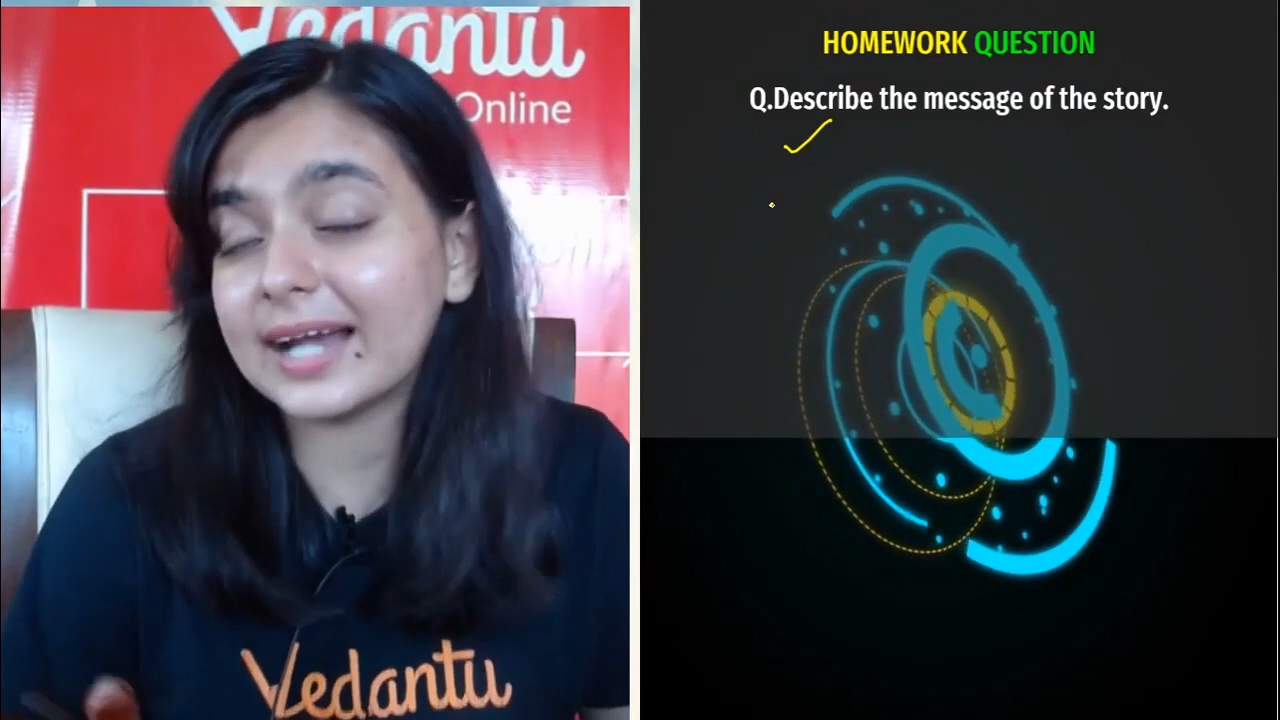 Vedantu
Online
Vedantu
HOMEWORK QUESTION
Q.Describe the message of the story.